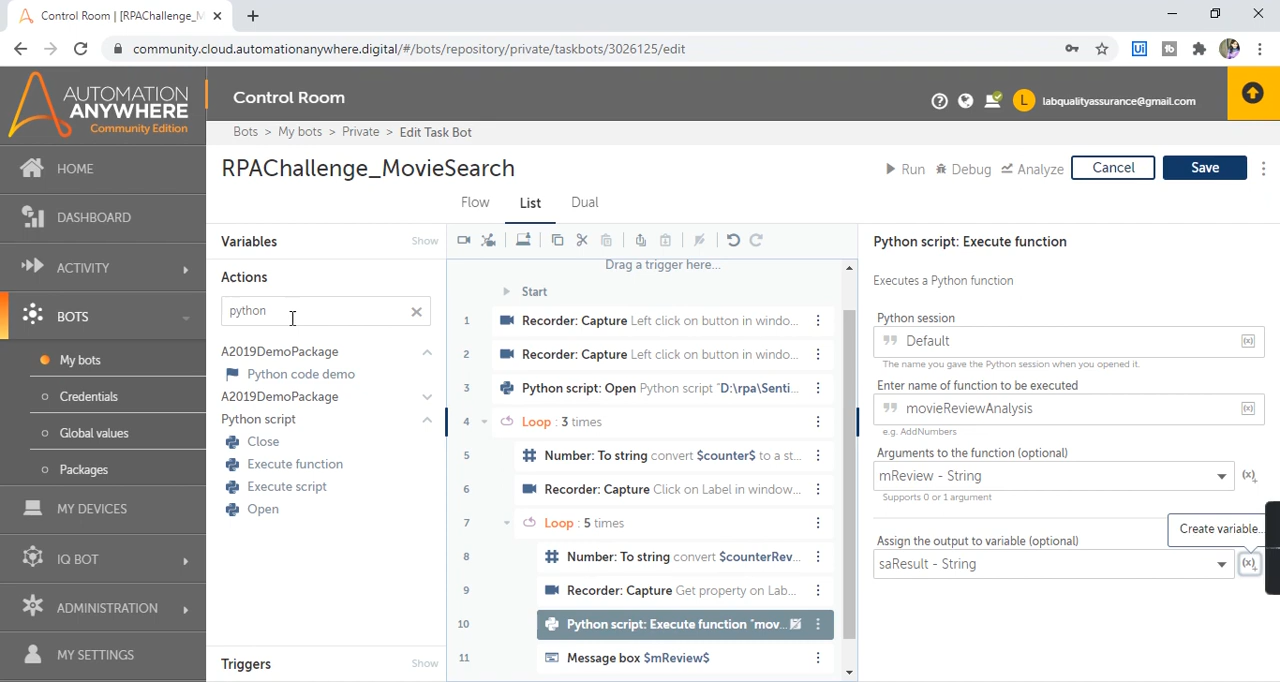 Control Room | [RPAChallenge_M
community.cloud.automationanywhere.digital/#/bots/repository/private/taskbots/3026125/edit
AUTOMATION
ANYWHERE
Community Edition
Control Room
L labqualityassurance@gmail.com
Bots > My bots > Private > Edit Task Bot
RPAChallenge_MovieSearch
Run Debug Analyze Cancel Save
Flow List Dual
HOME
DASHBOARD
ACTIVITY
BOTS
My bots
Credentials
Global values
Packages
MY DEVICES
IQ BOT
ADMINISTRATION
MY SETTINGS
Variables Show
Actions
python
A2019DemoPackage
Python code demo
A2019DemoPackage
Python script
Close
Execute function
Execute script
Open
Triggers Show
Drag a trigger here...
Start
1 Recorder: Capture Left click on button in windo...
2 Recorder: Capture Left click on button in windo...
3 Python script: Open Python script "D:\rpa\Senti...
4 Loop : 3 times
5 Number: To string convert $counter$ to a st...
6 Recorder: Capture Click on Label in window...
7 Loop : 5 times
8 Number: To string convert $counterRev...
9 Recorder: Capture Get property on Lab...
10 Python script: Execute function "mov...
11 Message box $mReview$
Python script: Execute function
Executes a Python function
Python session
Default
The name you gave the Python session when you opened it.
Enter name of function to be executed
movieReviewAnalysis
e.g. AddNumbers
Arguments to the function (optional)
mReview - String
Supports 0 or 1 argument
Create variable...
Assign the output to variable (optional)
saResult - String